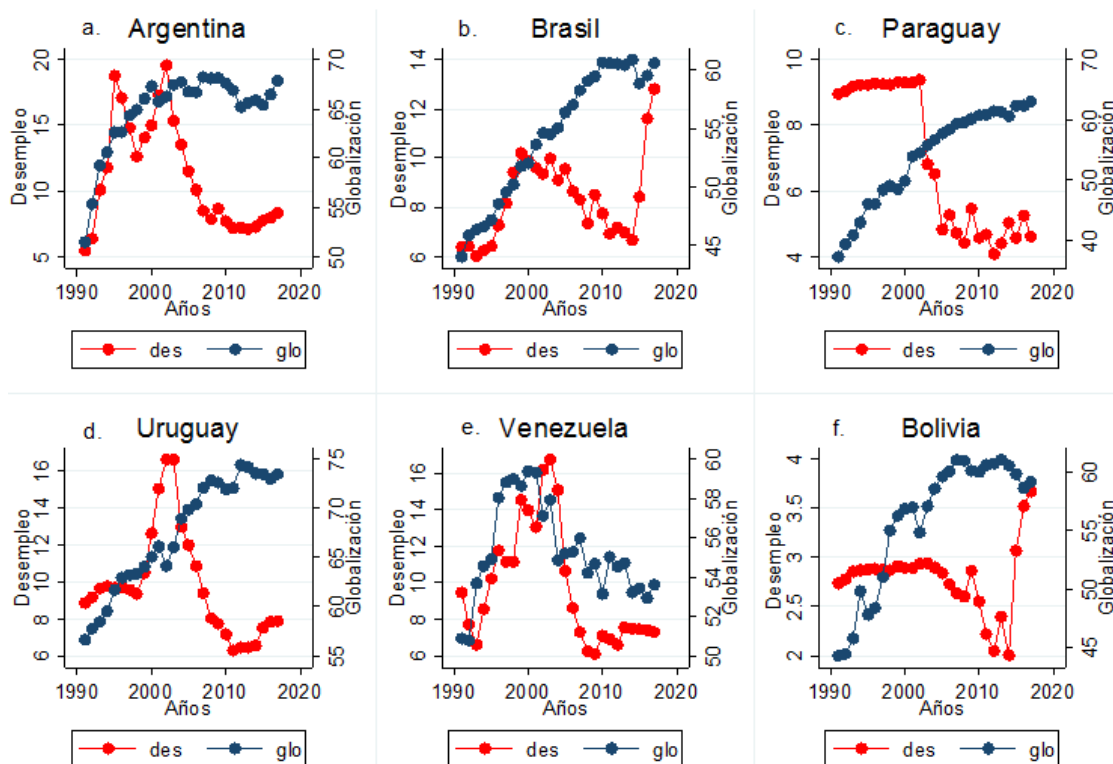 a. Argentina
20
15
10
5
Desempleo
70
65
60
55
50
Globalización
1990 2000 2010 2020
Años
des glo
b. Brasil
14
12
10
8
6
Desempleo
60
55
50
45
Globalización
1990 2000 2010 2020
Años
des glo
c. Paraguay
10
8
6
4
Desempleo
70
60
50
40
Globalización
1990 2000 2010 2020
Años
des glo
d. Uruguay
16
14
12
10
8
6
Desempleo
75
70
65
60
55
Globalización
1990 2000 2010 2020
Años
des glo
e. Venezuela
16
14
12
10
8
6
Desempleo
60
58
56
54
52
50
Globalización
1990 2000 2010 2020
Años
des glo
f. Bolivia
4
3.5
3
2.5
2
Desempleo
60
55
50
45
Globalización
1990 2000 2010 2020
Años
des glo